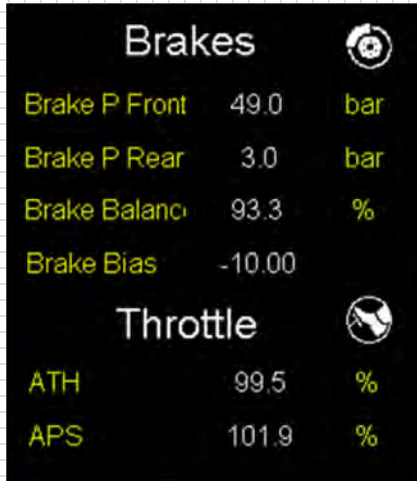 Brakes
Brake P Front 49.0 bar
Brake P Rear 3.0 bar
Brake Balanc 93.3 %
Brake Bias -10.00
Throttle
ATH 99.5 %
APS 101.9 %